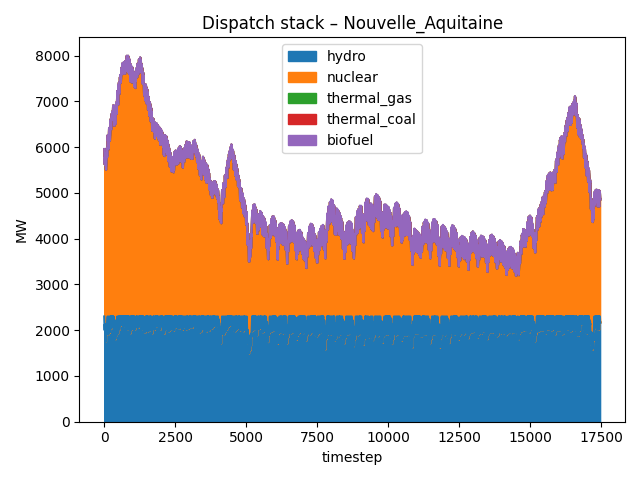 Dispatch stack – Nouvelle_Aquitaine
hydro
nuclear
thermal_gas
thermal_coal
biofuel
8000
7000
6000
5000
4000
3000
2000
1000
0
MW
0 2500 5000 7500 10000 12500 15000 17500
timestep